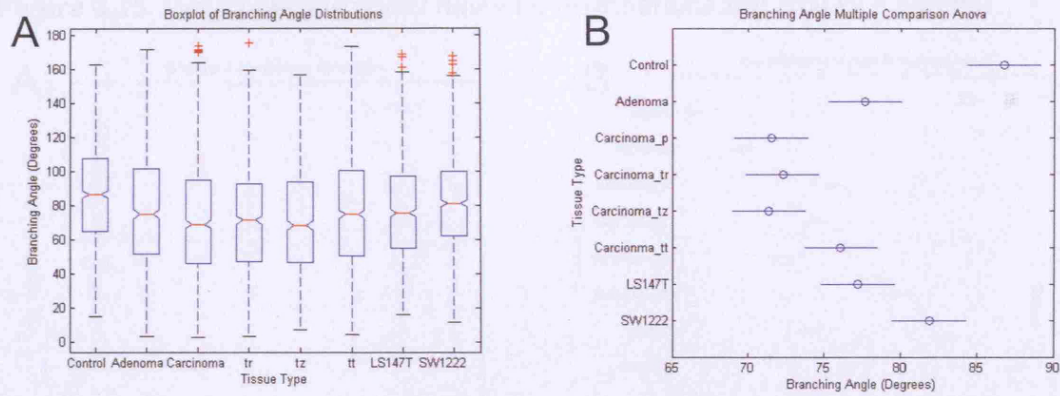 A
Boxplot of Branching Angle Distributions
180
160
140
120
100
80
60
40
20
0
Branching Angle (Degrees)
Control Adenoma Carcinoma tr tz tt LS147T SW1222
Tissue Type
B
Branching Angle Multiple Comparison Anova
Control
Adenoma
Carcinoma_p
Carcinoma_tr
Carcinoma_tz
Carcionma_tt
LS147T
SW1222
Tissue Type
65 70 75 80 85 90
Branching Angle (Degrees)